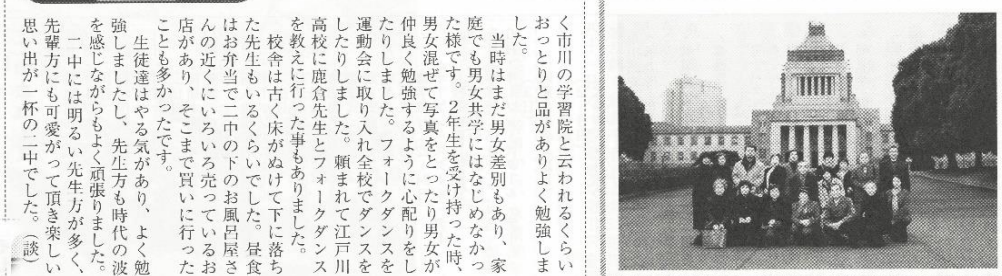 く市川の学習院と云われるくらい
おっとりと品がありよく勉強しま
した。
当時はまだ男女差別もあり、家
庭でも男女共学にはなじめなかっ
た様です。2年生を受け持った時、
男女混ぜて写真をとったり男女が
仲良く勉強するように心配りをし
たりしました。フォークダンスを
運動会に取り入れ全校でダンスを
したりしました。頼まれて江戸川
高校に鹿倉先生とフォークダンス
を教えに行った事もありました。
校舎は古く床がぬけて下に落ち
た先生もいるくらいでした。昼食
はお弁当で二中の下のお風呂屋さ
んの近くにいろいろ売っているお
店があり、そこまで買いに行った
ことも多かったです。
生徒達はやる気があり、よく勉
強しましたし、先生方も時代の波
を感じながらもよく頑張りました。
二中には明るい先生方が多く、
先輩方にも可愛がって頂き楽しい
思い出が一杯の二中でした。(談